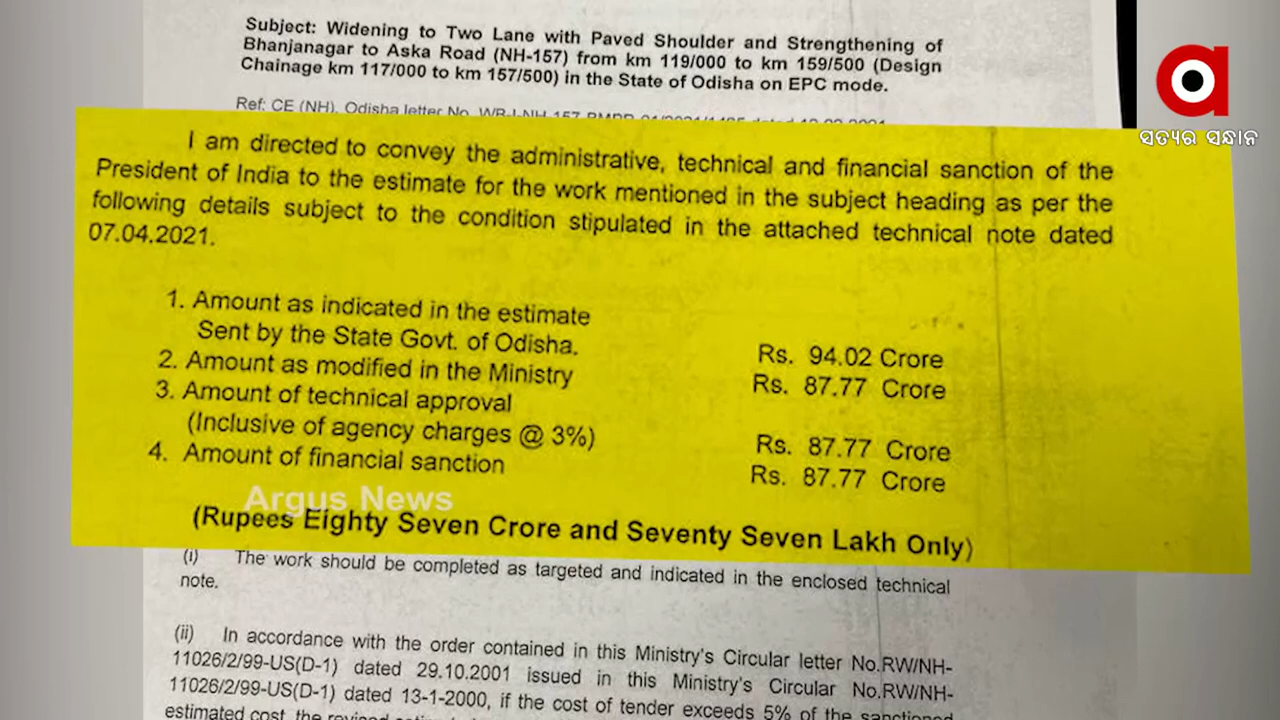 Subject: Widening to Two Lane with Paved Shoulder and Strengthening of
Bhanjanagar to Aska Road (NH-157) from km 119/000 to km 159/500 (Design
Chainage km 117/000 to km 157/500) in the State of Odisha on EPC mode.
Ref: CE (NH), Odisha letter No.
ସତ୍ୟର ସନ୍ଧାନ
I am directed to convey the administrative, technical and financial sanction of the
President of India to the estimate for the work mentioned in the subject heading as per the
following details subject to the condition stipulated in the attached technical note dated
07.04.2021.
1. Amount as indicated in the estimate
Sent by the State Govt. of Odisha. Rs. 94.02 Crore
2. Amount as modified in the Ministry Rs. 87.77 Crore
3. Amount of technical approval
(Inclusive of agency charges @ 3%) Rs. 87.77 Crore
4. Amount of financial sanction Rs. 87.77 Crore
Argus News
(Rupees Eighty Seven Crore and Seventy Seven Lakh Only)
(i) The work should be completed as targeted and indicated in the enclosed technical
note.
(ii) In accordance with the order contained in this Ministry's Circular letter No.RW/NH-
11026/2/99-US(D-1) dated 29.10.2001 issued in this Ministry's Circular No.RW/NH-
11026/2/99-US(D-1) dated 13-1-2000, if the cost of tender exceeds 5% of the sanctioned
estimated cost, the revised